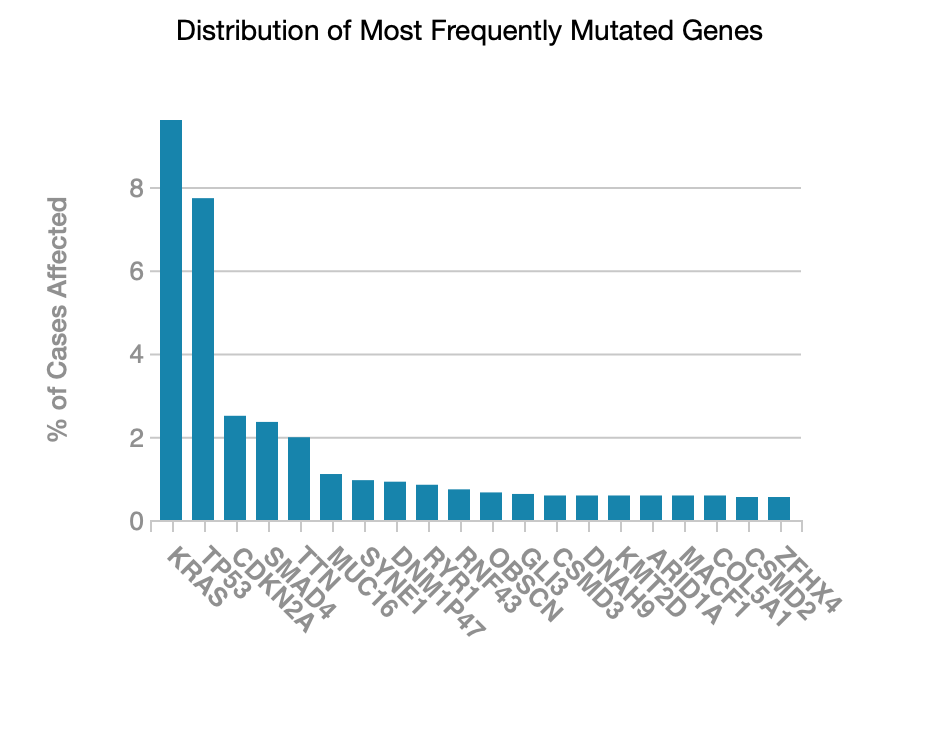 Distribution of Most Frequently Mutated Genes
% of Cases Affected
8
6
4
2
0
KRAS
TP53
CDKN2A
SMAD4
TTN
MUC16
SYNE1
DNM1P47
RYR1
RNF43
OBSCN
GLI3
CSMD3
DNAH9
KMT2D
ARID1A
MACF1
COL5A1
CSMD2
ZFHX4